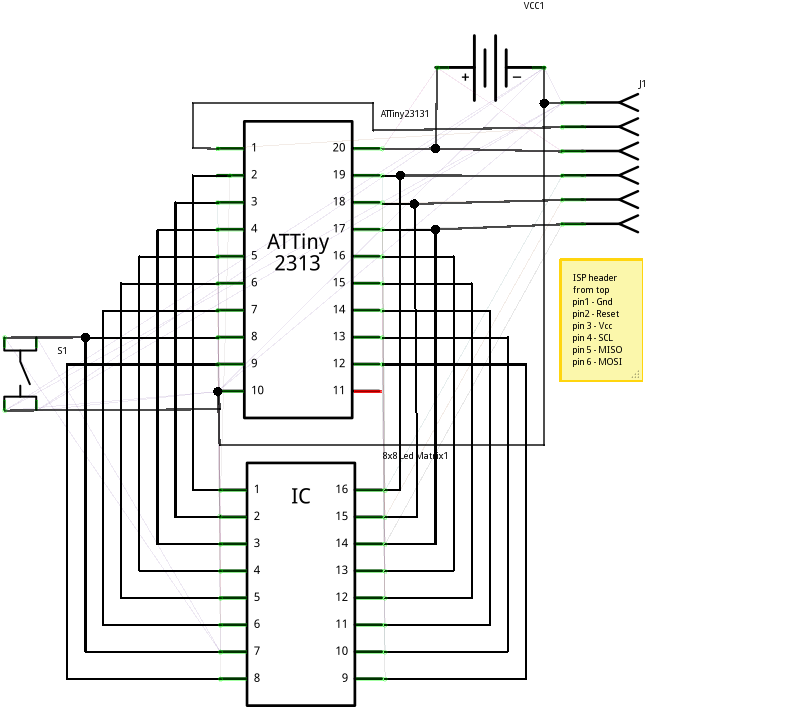 VCC1
+ −
J1
ATiny23131
1 20
2 19
3 18
4 17
ATTiny
2313
5 16
6 15
7 14
8 13
9 12
10 11
S1
ISP header
from top
pin1 - Gnd
pin2 - Reset
pin 3 - Vcc
pin 4 - SCL
pin 5 - MISO
pin 6 - MOSI
8x8 Led Matrix1
IC
1 16
2 15
3 14
4 13
5 12
6 11
7 10
8 9